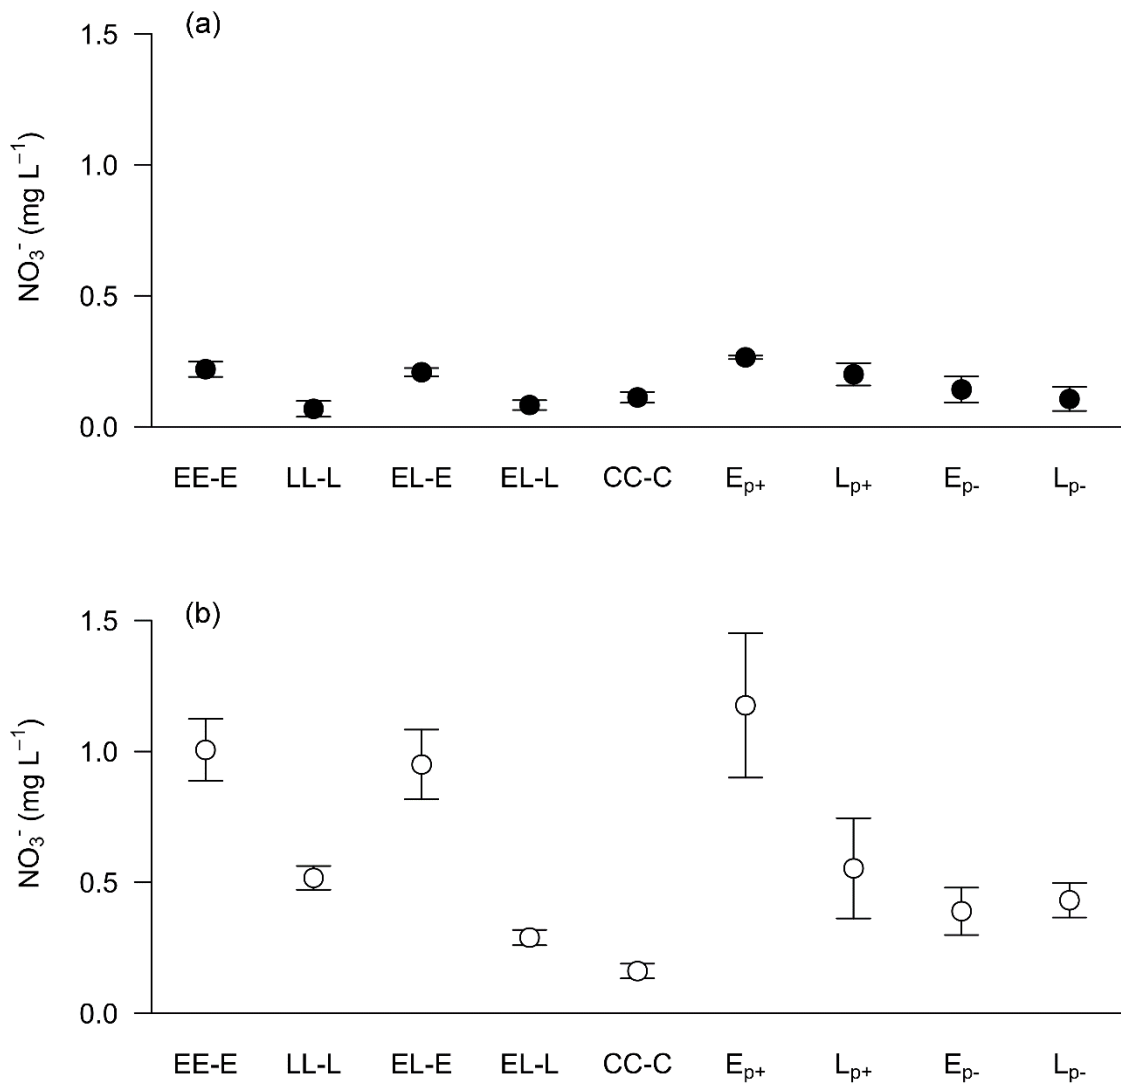 (a)
1.5
1.0
0.5
0.0
NO₃⁻ (mg L⁻¹)
EE-E LL-L EL-E EL-L CC-C Eₚ₊ Lₚ₊ Eₚ₋ Lₚ₋
(b)
1.5
1.0
0.5
0.0
NO₃⁻ (mg L⁻¹)
EE-E LL-L EL-E EL-L CC-C Eₚ₊ Lₚ₊ Eₚ₋ Lₚ₋